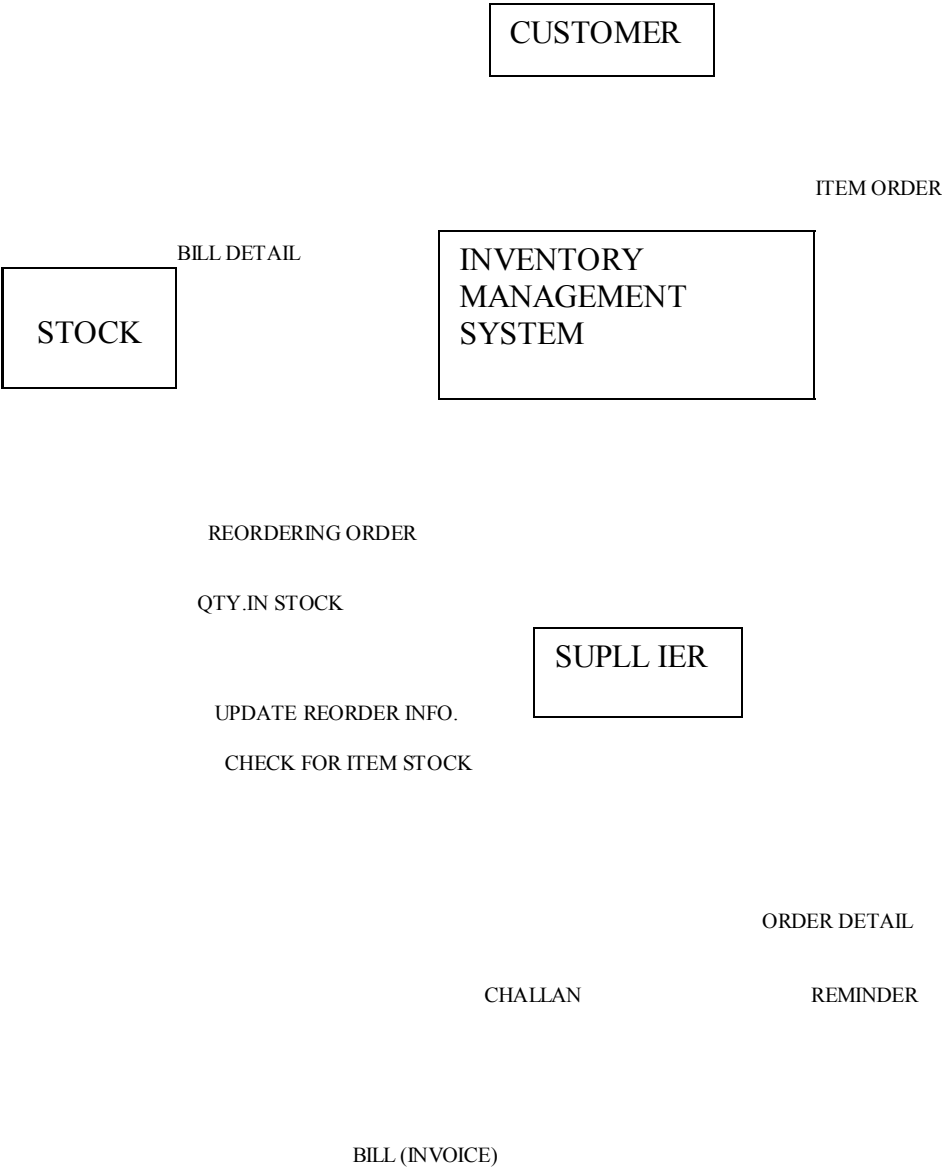 CUSTOMER
ITEM ORDER
BILL DETAIL
INVENTORY
MANAGEMENT
SYSTEM
STOCK
REORDERING ORDER
QTY.IN STOCK
SUPLL IER
UPDATE REORDER INFO.
CHECK FOR ITEM STOCK
ORDER DETAIL
CHALLAN
REMINDER
BILL (INVOICE)